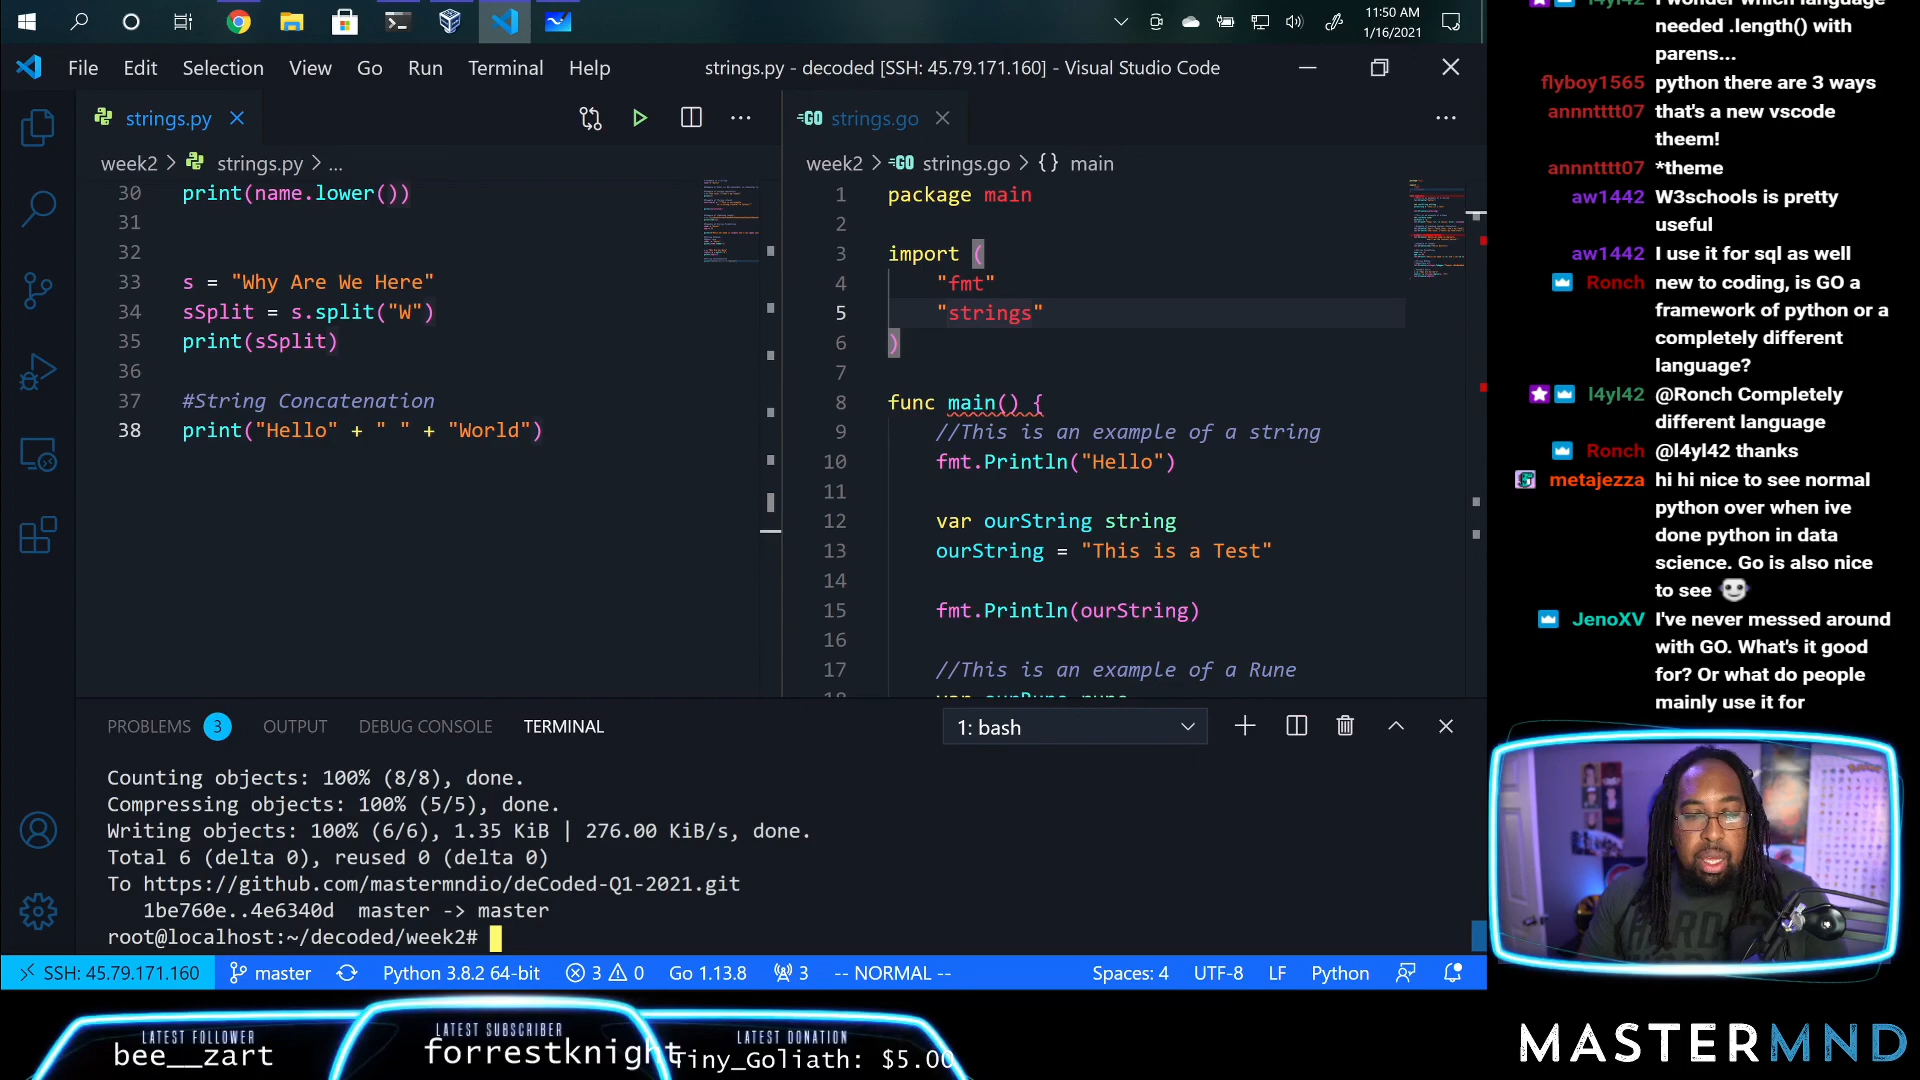 11:50 AM
1/16/2021
File Edit Selection View Go Run Terminal Help
strings.py - decoded [SSH: 45.79.171.160] - Visual Studio Code
strings.py
week2 > strings.py > ...
30 print(name.lower())
31
32
33 s = "Why Are We Here"
34 sSplit = s.split("W")
35 print(sSplit)
36
37 #String Concatenation
38 print("Hello" + " " + "World")
GO strings.go
week2 > GO strings.go > {} main
1 package main
2
3 import (
4 "fmt"
5 "strings"
6 )
7
8 func main() {
9 //This is an example of a string
10 fmt.Println("Hello")
11
12 var ourString string
13 ourString = "This is a Test"
14
15 fmt.Println(ourString)
16
17 //This is an example of a Rune
PROBLEMS 3 OUTPUT DEBUG CONSOLE TERMINAL
1: bash
Counting objects: 100% (8/8), done.
Compressing objects: 100% (5/5), done.
Writing objects: 100% (6/6), 1.35 KiB | 276.00 KiB/s, done.
Total 6 (delta 0), reused 0 (delta 0)
To https://github.com/mastermndio/deCoded-Q1-2021.git
1be760e..4e6340d master -> master
root@localhost:~/decoded/week2#
SSH: 45.79.171.160 master Python 3.8.2 64-bit 3 0 Go 1.13.8 3 -- NORMAL -- Spaces: 4 UTF-8 LF Python
l4yl42 I wonder which language
needed .length() with
parens...
flyboy1565 python there are 3 ways
annntttt07 that's a new vscode
theem!
annntttt07 *theme
aw1442 W3schools is pretty
useful
aw1442 I use it for sql as well
Ronch new to coding, is GO a
framework of python or a
completely different
language?
l4yl42 @Ronch Completely
different language
Ronch @l4yl42 thanks
metajezza hi hi nice to see normal
python over when ive
done python in data
science. Go is also nice
to see
JenoXV I've never messed around
with GO. What's it good
for? Or what do people
mainly use it for
LATEST FOLLOWER
bee__zart
LATEST SUBSCRIBER
forrestknight
LATEST DONATION
Tiny_Goliath: $5.00
MASTERMND